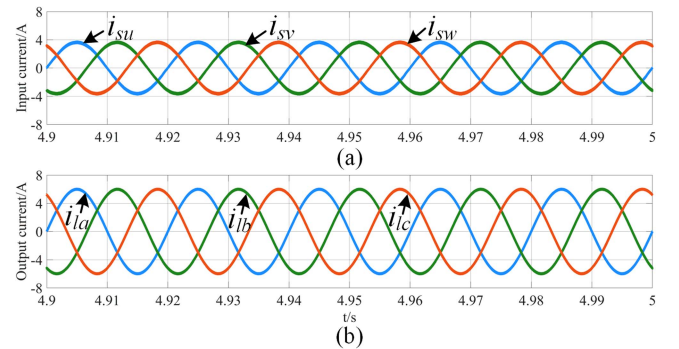 Input current/A
8
4
0
-4
-8
i_su
i_sv
i_sw
4.9 4.91 4.92 4.93 4.94 4.95 4.96 4.97 4.98 4.99 5
(a)
Output current/A
8
4
0
-4
-8
i_la
i_lb
i_lc
4.9 4.91 4.92 4.93 4.94 4.95 4.96 4.97 4.98 4.99 5
t/s
(b)